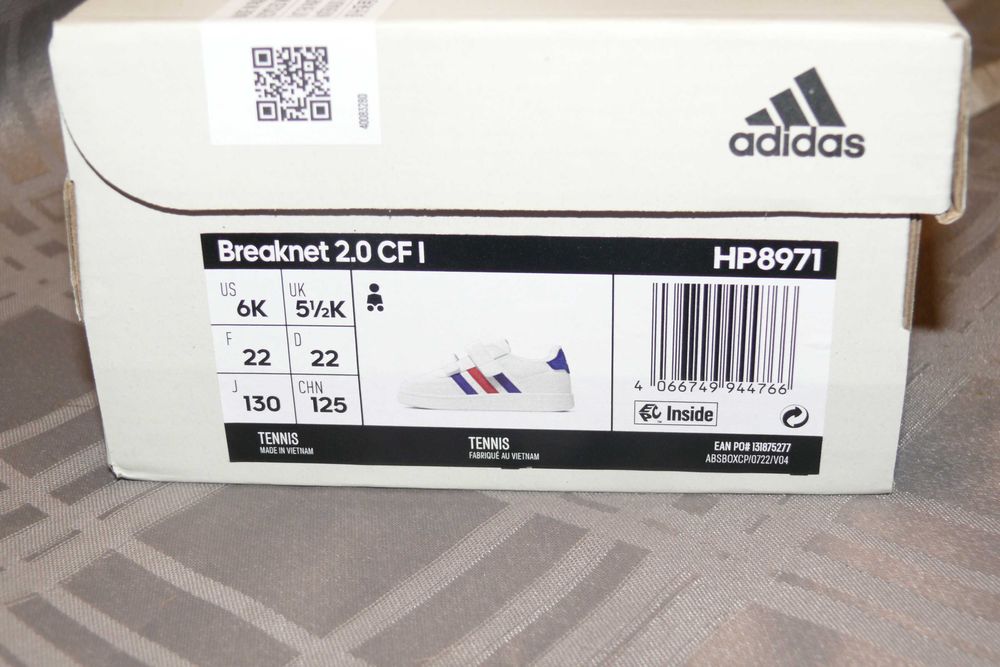 40083280
adidas
Breaknet 2.0 CF I
HP8971
US 6K
UK 5½K
F 22
D 22
J 130
CHN 125
4 066749 944766
Inside
TENNIS
MADE IN VIETNAM
TENNIS
FABRIQUÉ AU VIETNAM
EAN PO# 131875277
ABSBOXCP/0722/V04